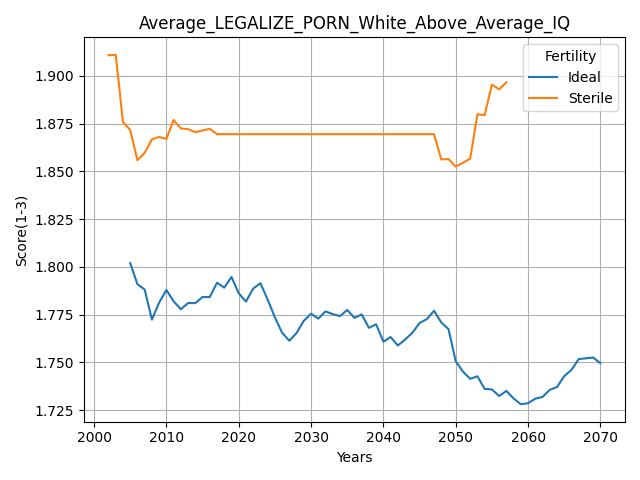 Average_LEGALIZE_PORN_White_Above_Average_IQ
Fertility
Ideal
Sterile
Score(1-3)
1.900
1.875
1.850
1.825
1.800
1.775
1.750
1.725
2000 2010 2020 2030 2040 2050 2060 2070
Years